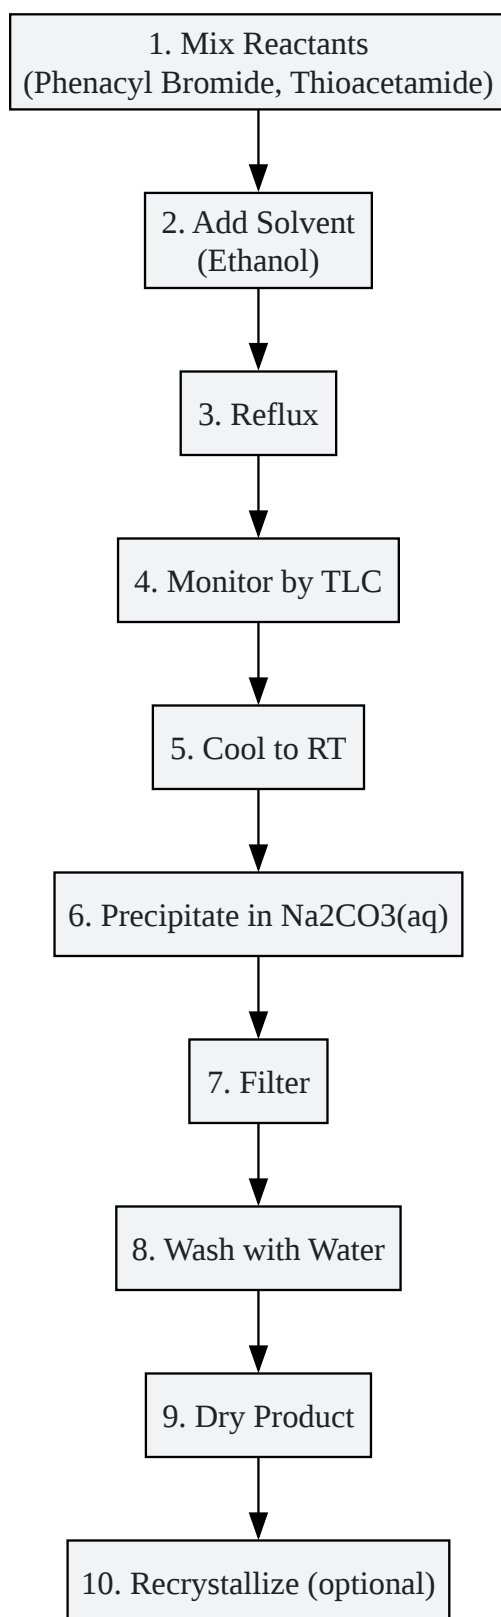 1. Mix Reactants
(Phenacyl Bromide, Thioacetamide)
2. Add Solvent
(Ethanol)
3. Reflux
4. Monitor by TLC
5. Cool to RT
6. Precipitate in Na2CO3(aq)
7. Filter
8. Wash with Water
9. Dry Product
10. Recrystallize (optional)